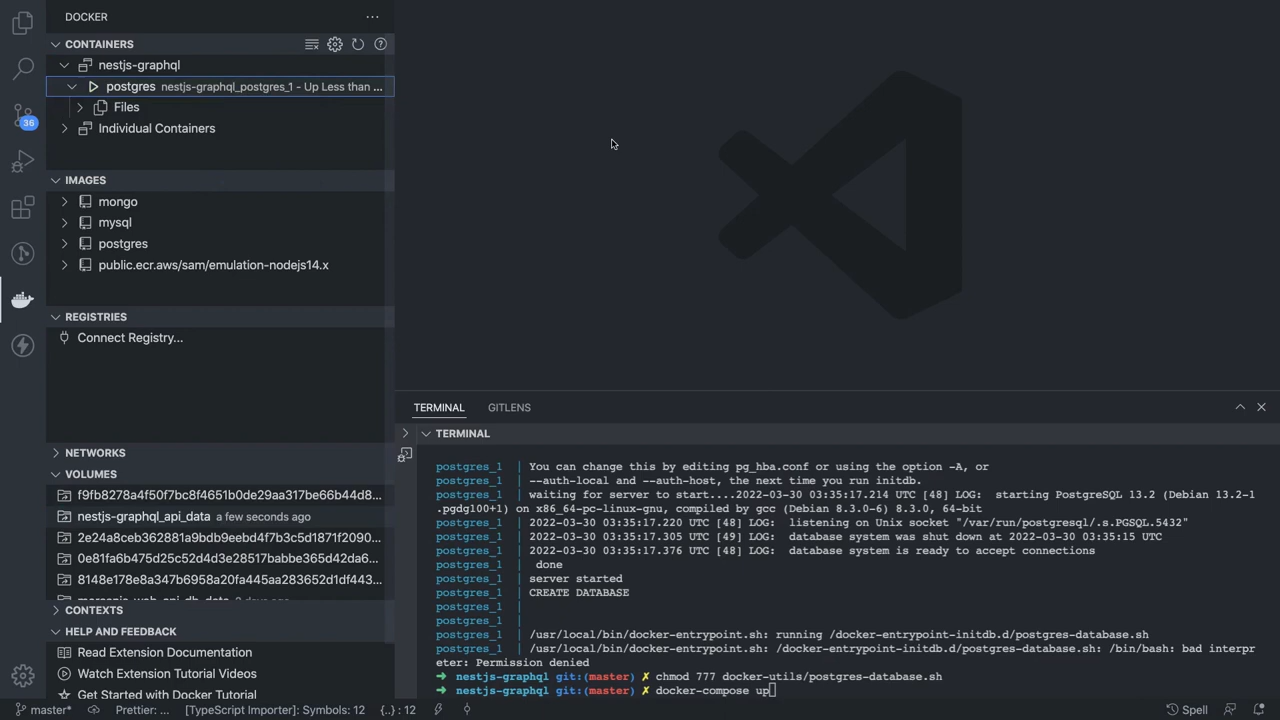 DOCKER
CONTAINERS
nestjs-graphql
postgres nestjs-graphql_postgres_1 - Up Less than ...
Files
Individual Containers
36
IMAGES
mongo
mysql
postgres
public.ecr.aws/sam/emulation-nodejs14.x
REGISTRIES
Connect Registry...
NETWORKS
VOLUMES
f9fb8278a4f50f7bc8f4651b0de29aa317be66b44d8...
nestjs-graphql_api_data a few seconds ago
2e24a8ceb362881a9bdb9eebd4f7b3c5d1f71090...
0e81fa6b475d25c52d4d3e28517babbe365d42da6...
8148e178e8a347b6958a20fa445aa283652d1df443...
CONTEXTS
HELP AND FEEDBACK
Read Extension Documentation
Watch Extension Tutorial Videos
Get Started with Docker Tutorial
TERMINAL GITLENS
TERMINAL
postgres_1 | You can change this by editing pg_hba.conf or using the option -A, or
postgres_1 | --auth-local and --auth-host, the next time you run initdb.
postgres_1 | waiting for server to start....2022-03-30 03:35:17.214 UTC [48] LOG: starting PostgreSQL 13.2 (Debian 13.2-1
.pgdg100+1) on x86_64-pc-linux-gnu, compiled by gcc (Debian 8.3.0-6) 8.3.0, 64-bit
postgres_1 | 2022-03-30 03:35:17.220 UTC [48] LOG: listening on Unix socket "/var/run/postgresql/.s.PGSQL.5432"
postgres_1 | 2022-03-30 03:35:17.305 UTC [49] LOG: database system was shut down at 2022-03-30 03:35:15 UTC
postgres_1 | 2022-03-30 03:35:17.376 UTC [48] LOG: database system is ready to accept connections
postgres_1 | done
postgres_1 | server started
postgres_1 | CREATE DATABASE
postgres_1 |
postgres_1 |
postgres_1 | /usr/local/bin/docker-entrypoint.sh: running /docker-entrypoint-initdb.d/postgres-database.sh
postgres_1 | /usr/local/bin/docker-entrypoint.sh: /docker-entrypoint-initdb.d/postgres-database.sh: /bin/bash: bad interpr
eter: Permission denied
➜ nestjs-graphql git:(master) ✗ chmod 777 docker-utils/postgres-database.sh
➜ nestjs-graphql git:(master) ✗ docker-compose up
master* Prettier: ... [TypeScript Importer]: Symbols: 12 {..} : 12 Spell